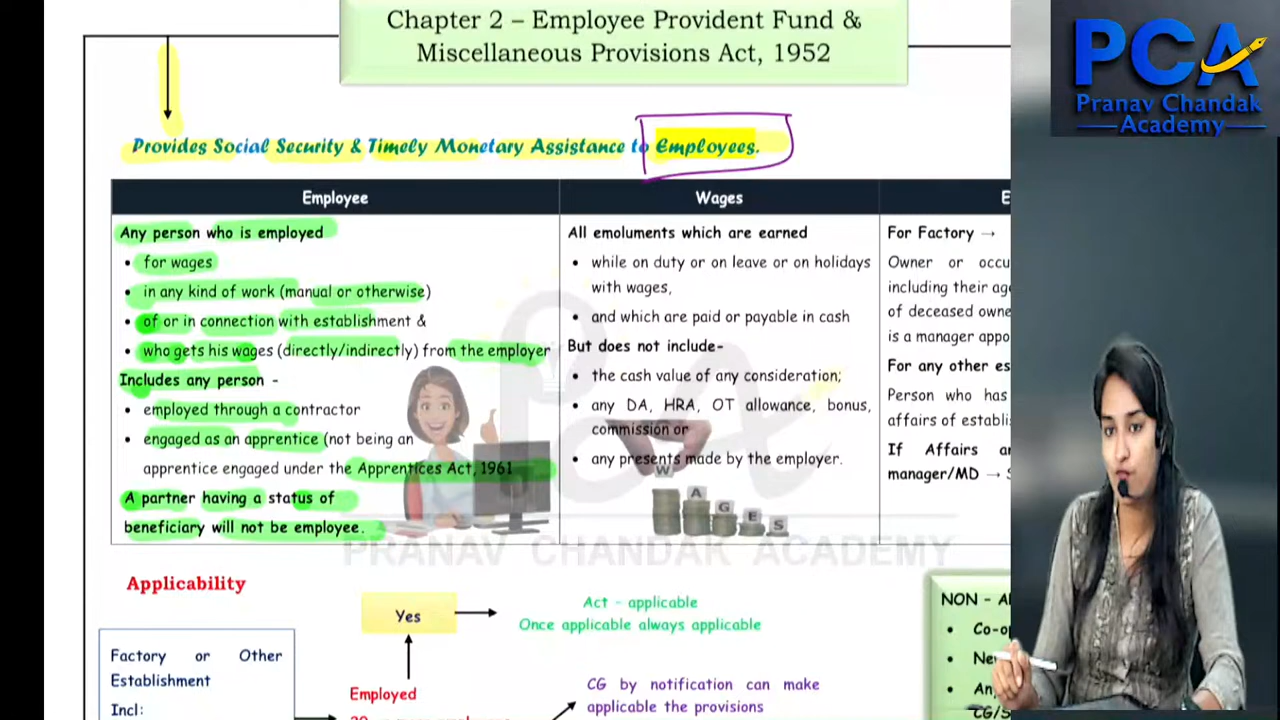 Chapter 2 – Employee Provident Fund &
Miscellaneous Provisions Act, 1952
PCA
Pranav Chandak
Academy
Provides Social Security & Timely Monetary Assistance to Employees.
Employee
Any person who is employed
• for wages
• in any kind of work (manual or otherwise)
• of or in connection with establishment &
• who gets his wages (directly/indirectly) from the employer
Includes any person -
• employed through a contractor
• engaged as an apprentice (not being an
apprentice engaged under the Apprentices Act, 1961
A partner having a status of
beneficiary will not be employee.
Wages
All emoluments which are earned
• while on duty or on leave or on holidays
with wages,
• and which are paid or payable in cash
But does not include-
• the cash value of any consideration;
• any DA, HRA, OT allowance, bonus,
commission or
• any presents made by the employer.
W
A
G
E
S
E
For Factory →
Owner or occu
including their ag
of deceased owne
is a manager appo
For any other es
Person who has
affairs of establi
If Affairs a
manager/MD →
PRANAV CHANDAK ACADEMY
Applicability
Factory or Other
Establishment
Incl:
Yes
Act - applicable
Once applicable always applicable
Employed
CG by notification can make
applicable the provisions
NON - A
• Co-o
• Ne
• An
CG/S